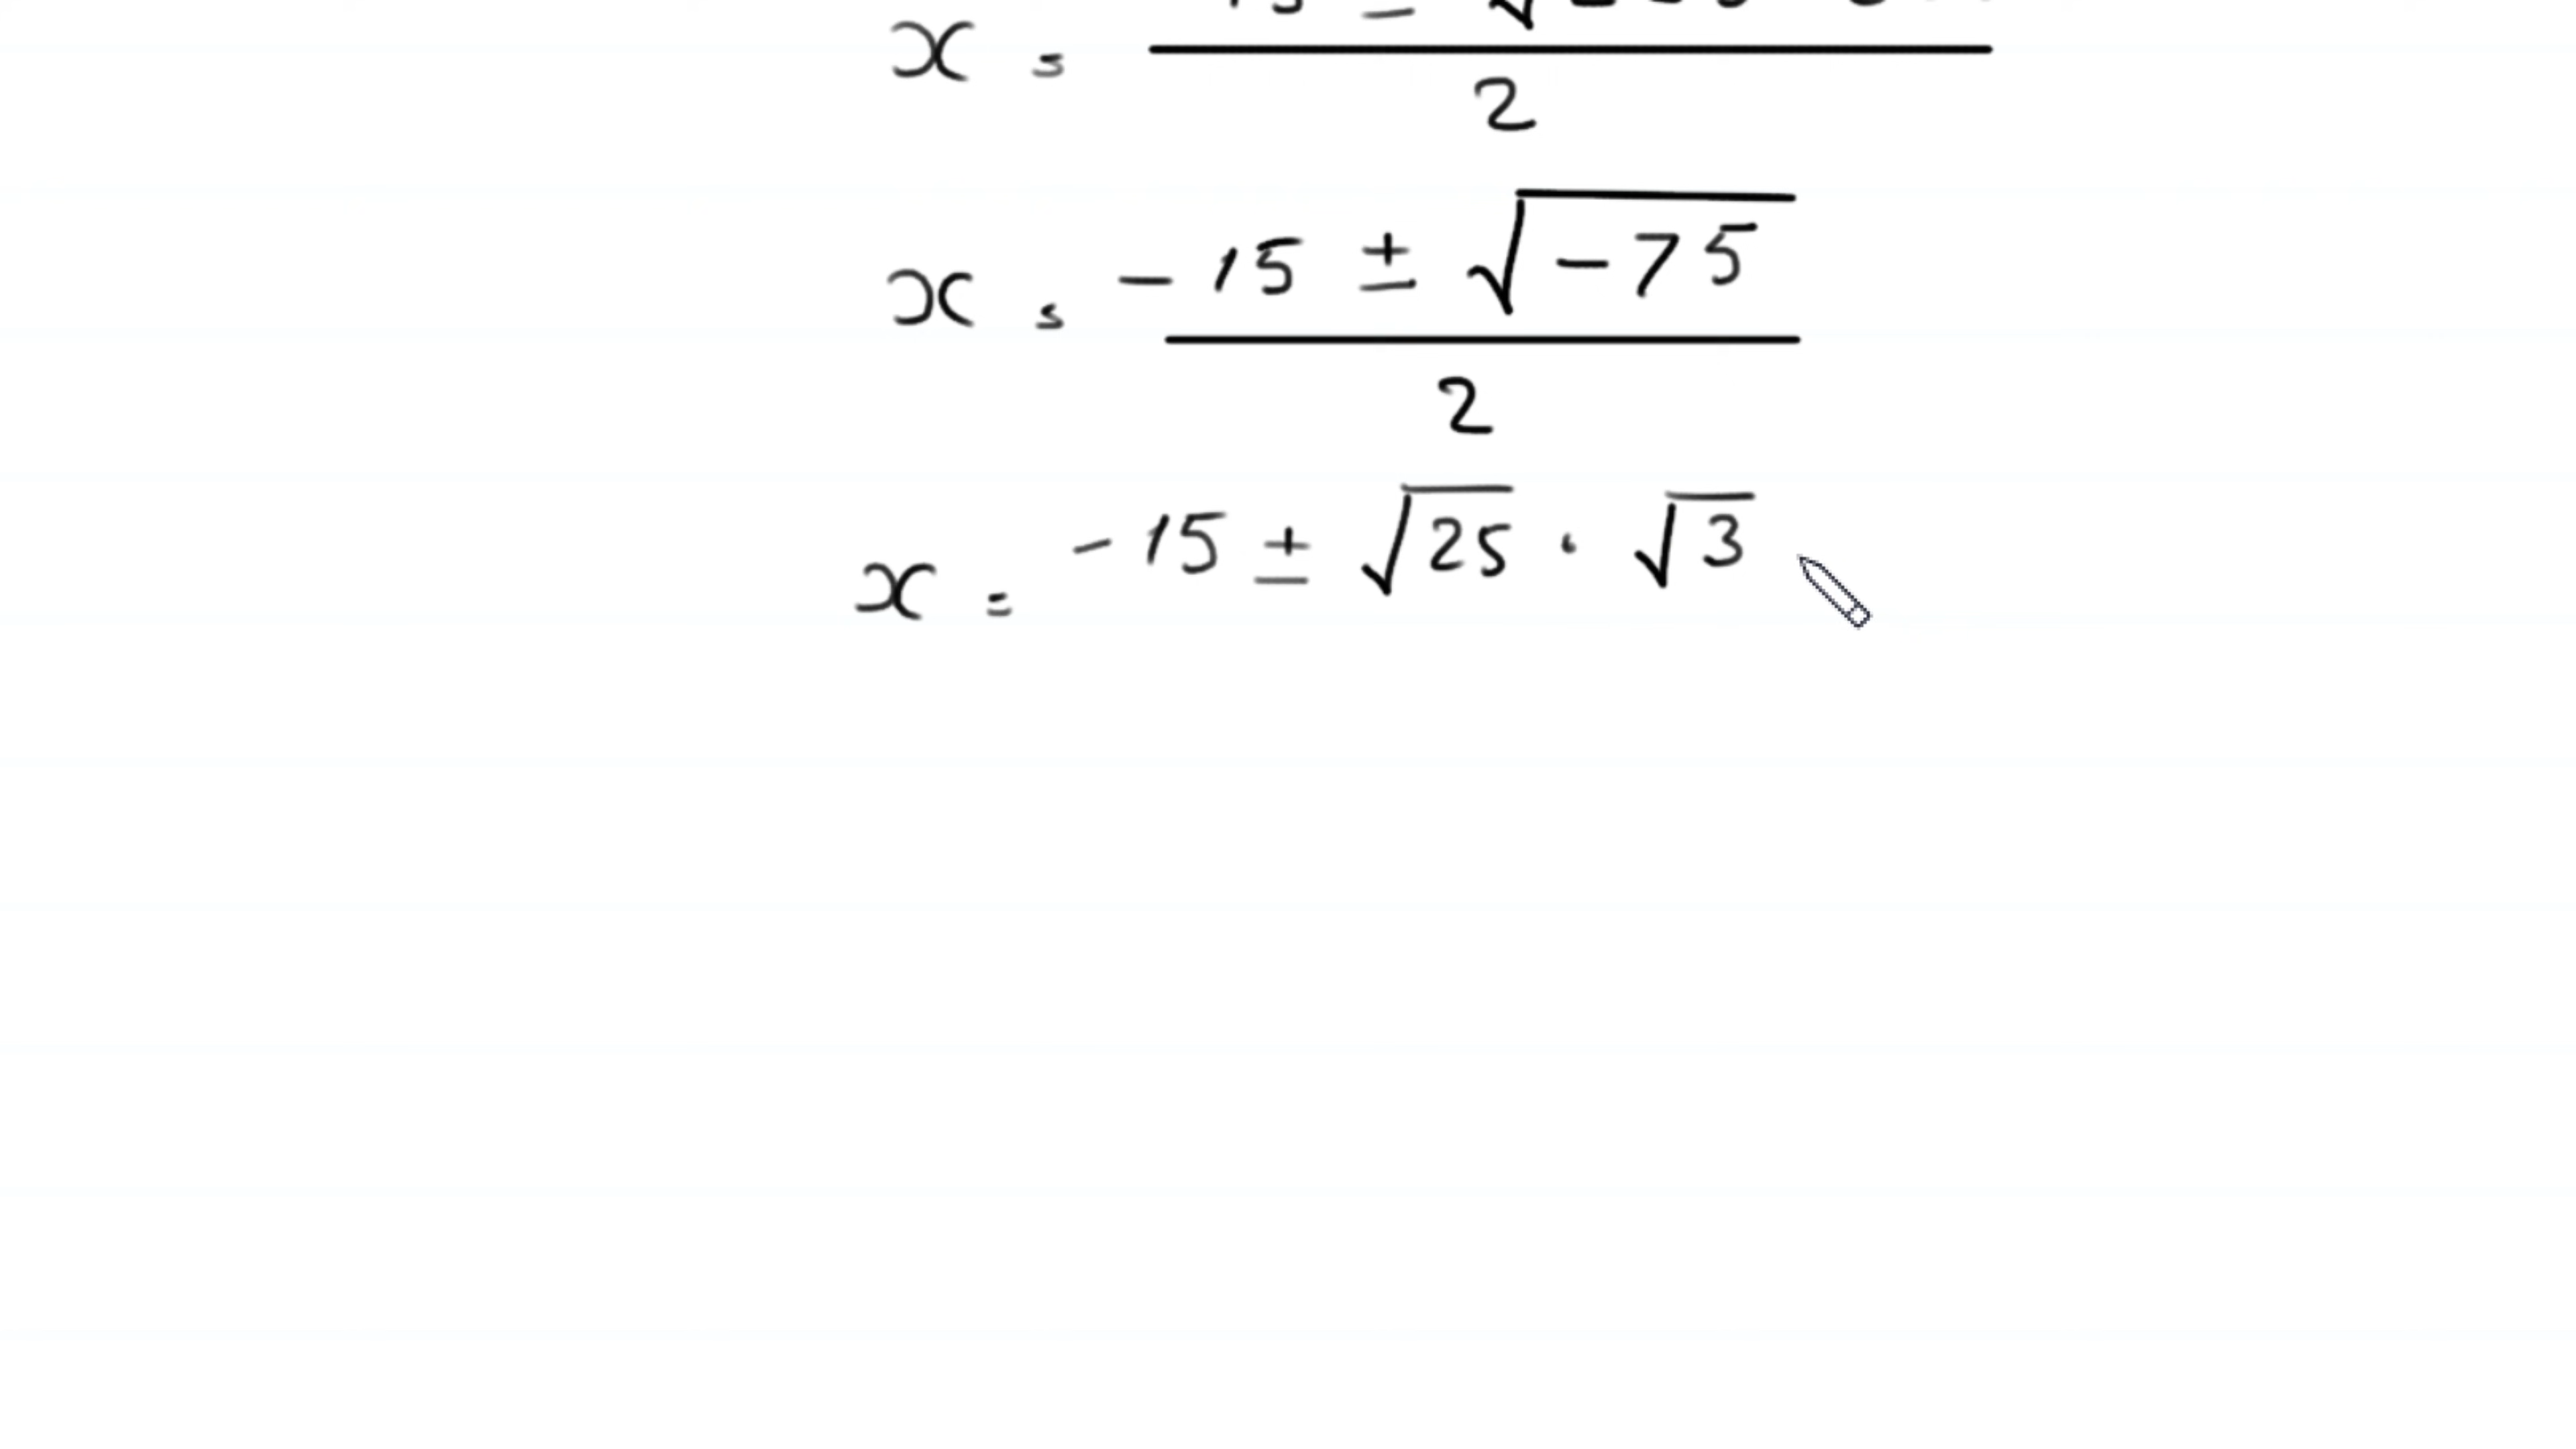 x =
2
x = -15 ± √-75
2
x = -15 ± √25 · √3